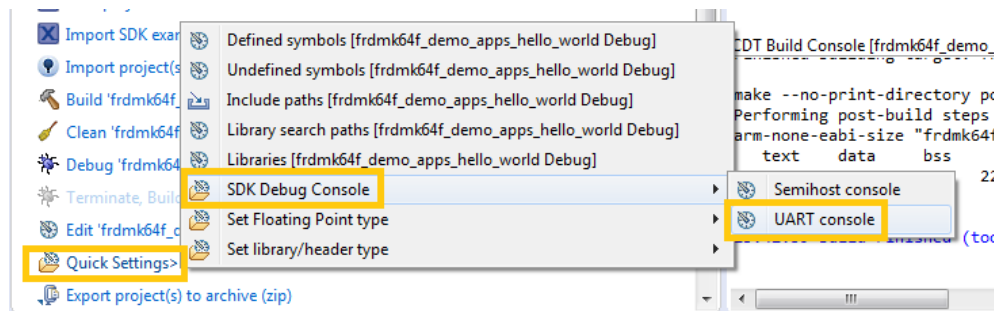 Import SDK exar
Import project(s
Build 'frdmk64f_
Clean 'frdmk64f
Debug 'frdmk64
Terminate, Build
Edit 'frdmk64f_d
Quick Settings>
Export project(s) to archive (zip)
Defined symbols [frdmk64f_demo_apps_hello_world Debug]
Undefined symbols [frdmk64f_demo_apps_hello_world Debug]
Include paths [frdmk64f_demo_apps_hello_world Debug]
Library search paths [frdmk64f_demo_apps_hello_world Debug]
Libraries [frdmk64f_demo_apps_hello_world Debug]
SDK Debug Console
Set Floating Point type
Set library/header type
Semihost console
UART console
CDT Build Console [frdmk64f_demo_
make --no-print-directory po
Performing post-build steps
arm-none-eabi-size "frdmk64f
text data bss
22
(too